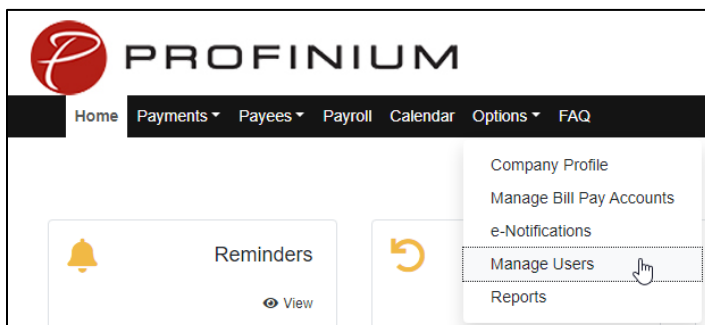 PROFINIUM
Home Payments Payees Payroll Calendar Options FAQ
Company Profile
Manage Bill Pay Accounts
e-Notifications
Manage Users
Reports
Reminders
View